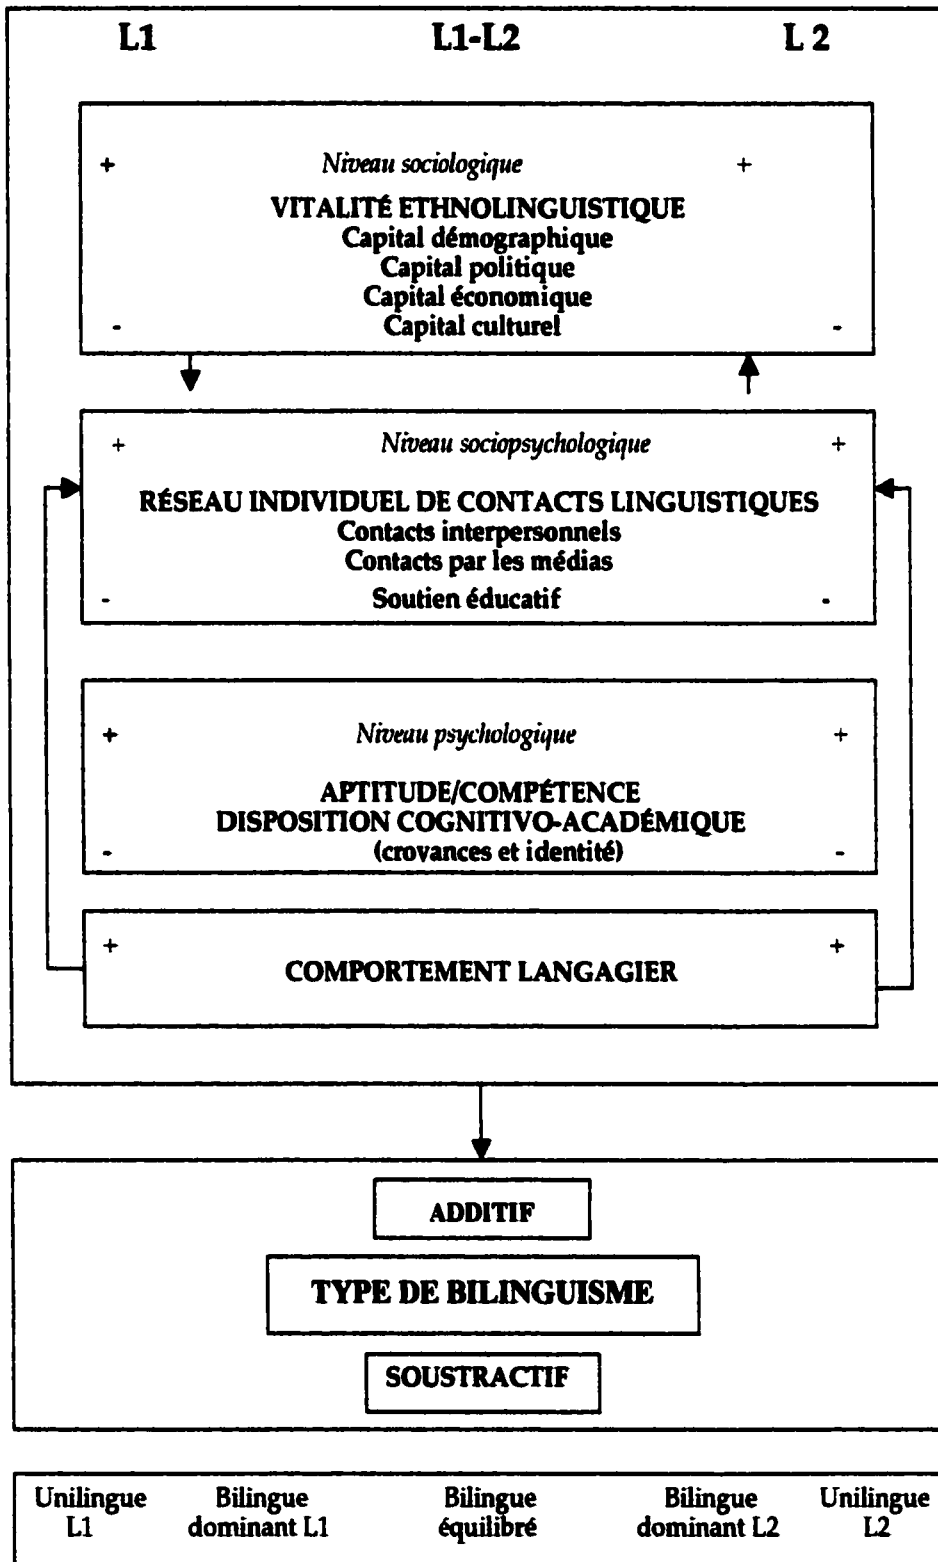 L1 L1-L2 L 2
+ Niveau sociologique +
VITALITÉ ETHNOLINGUISTIQUE
Capital démographique
Capital politique
Capital économique
- Capital culturel -
+ Niveau sociopsychologique +
RÉSEAU INDIVIDUEL DE CONTACTS LINGUISTIQUES
Contacts interpersonnels
Contacts par les médias
- Soutien éducatif -
+ Niveau psychologique +
APTITUDE/COMPÉTENCE
DISPOSITION COGNITIVO-ACADÉMIQUE
- (crovances et identité) -
+ +
COMPORTEMENT LANGAGIER
ADDITIF
TYPE DE BILINGUISME
SOUSTRACTIF
Unilingue Bilingue Bilingue Bilingue Unilingue
L1 dominant L1 équilibré dominant L2 L2